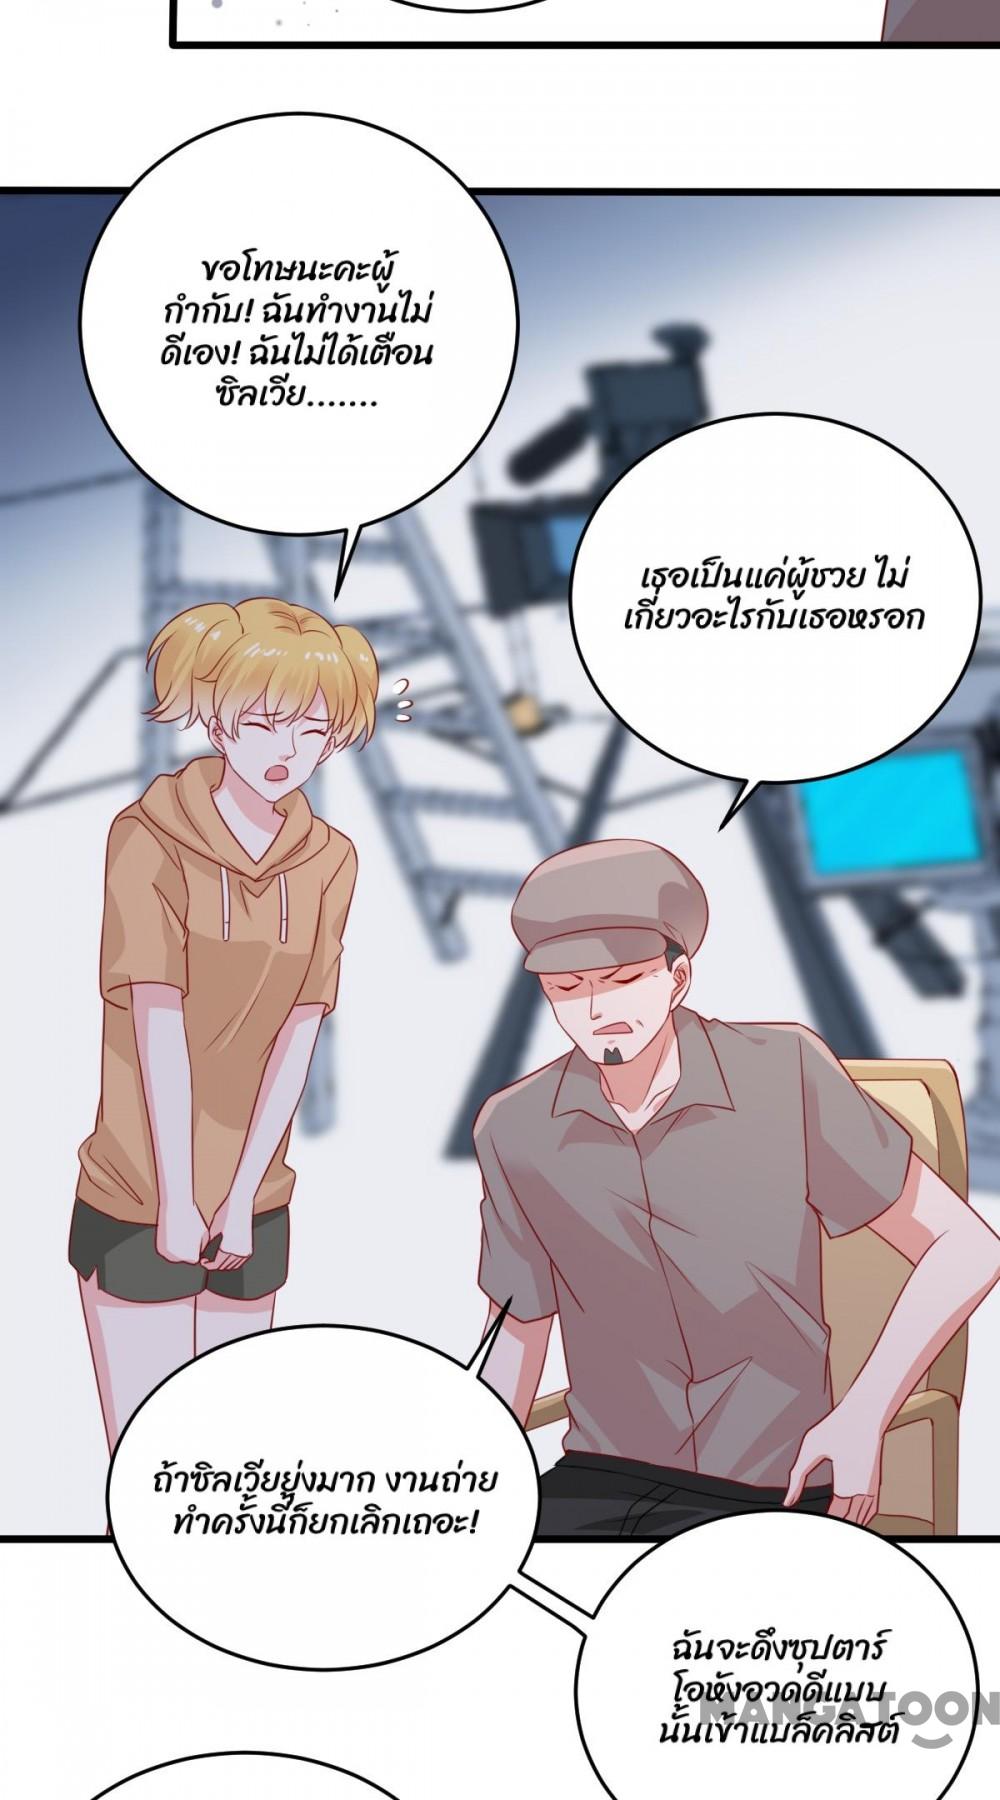 ขอโทษนะคะผู้
กำกับ! ฉันทำงานไม่
ดีเอง! ฉันไม่ได้เตือน
ซิลเวีย.......
เธอเป็นแค่ผู้ชวย ไม่
เกี่ยวอะไรกับเธอหรอก
ถ้าซิลเวียยุ่งมาก งานถ่าย
ทำครั้งนี้ก็ยกเลิกเถอะ!
ฉันจะดึงซุปตาร์
โอหังอวดดีแบบ
นั้นเข้าแบล็คลิสต์
MANGATOON